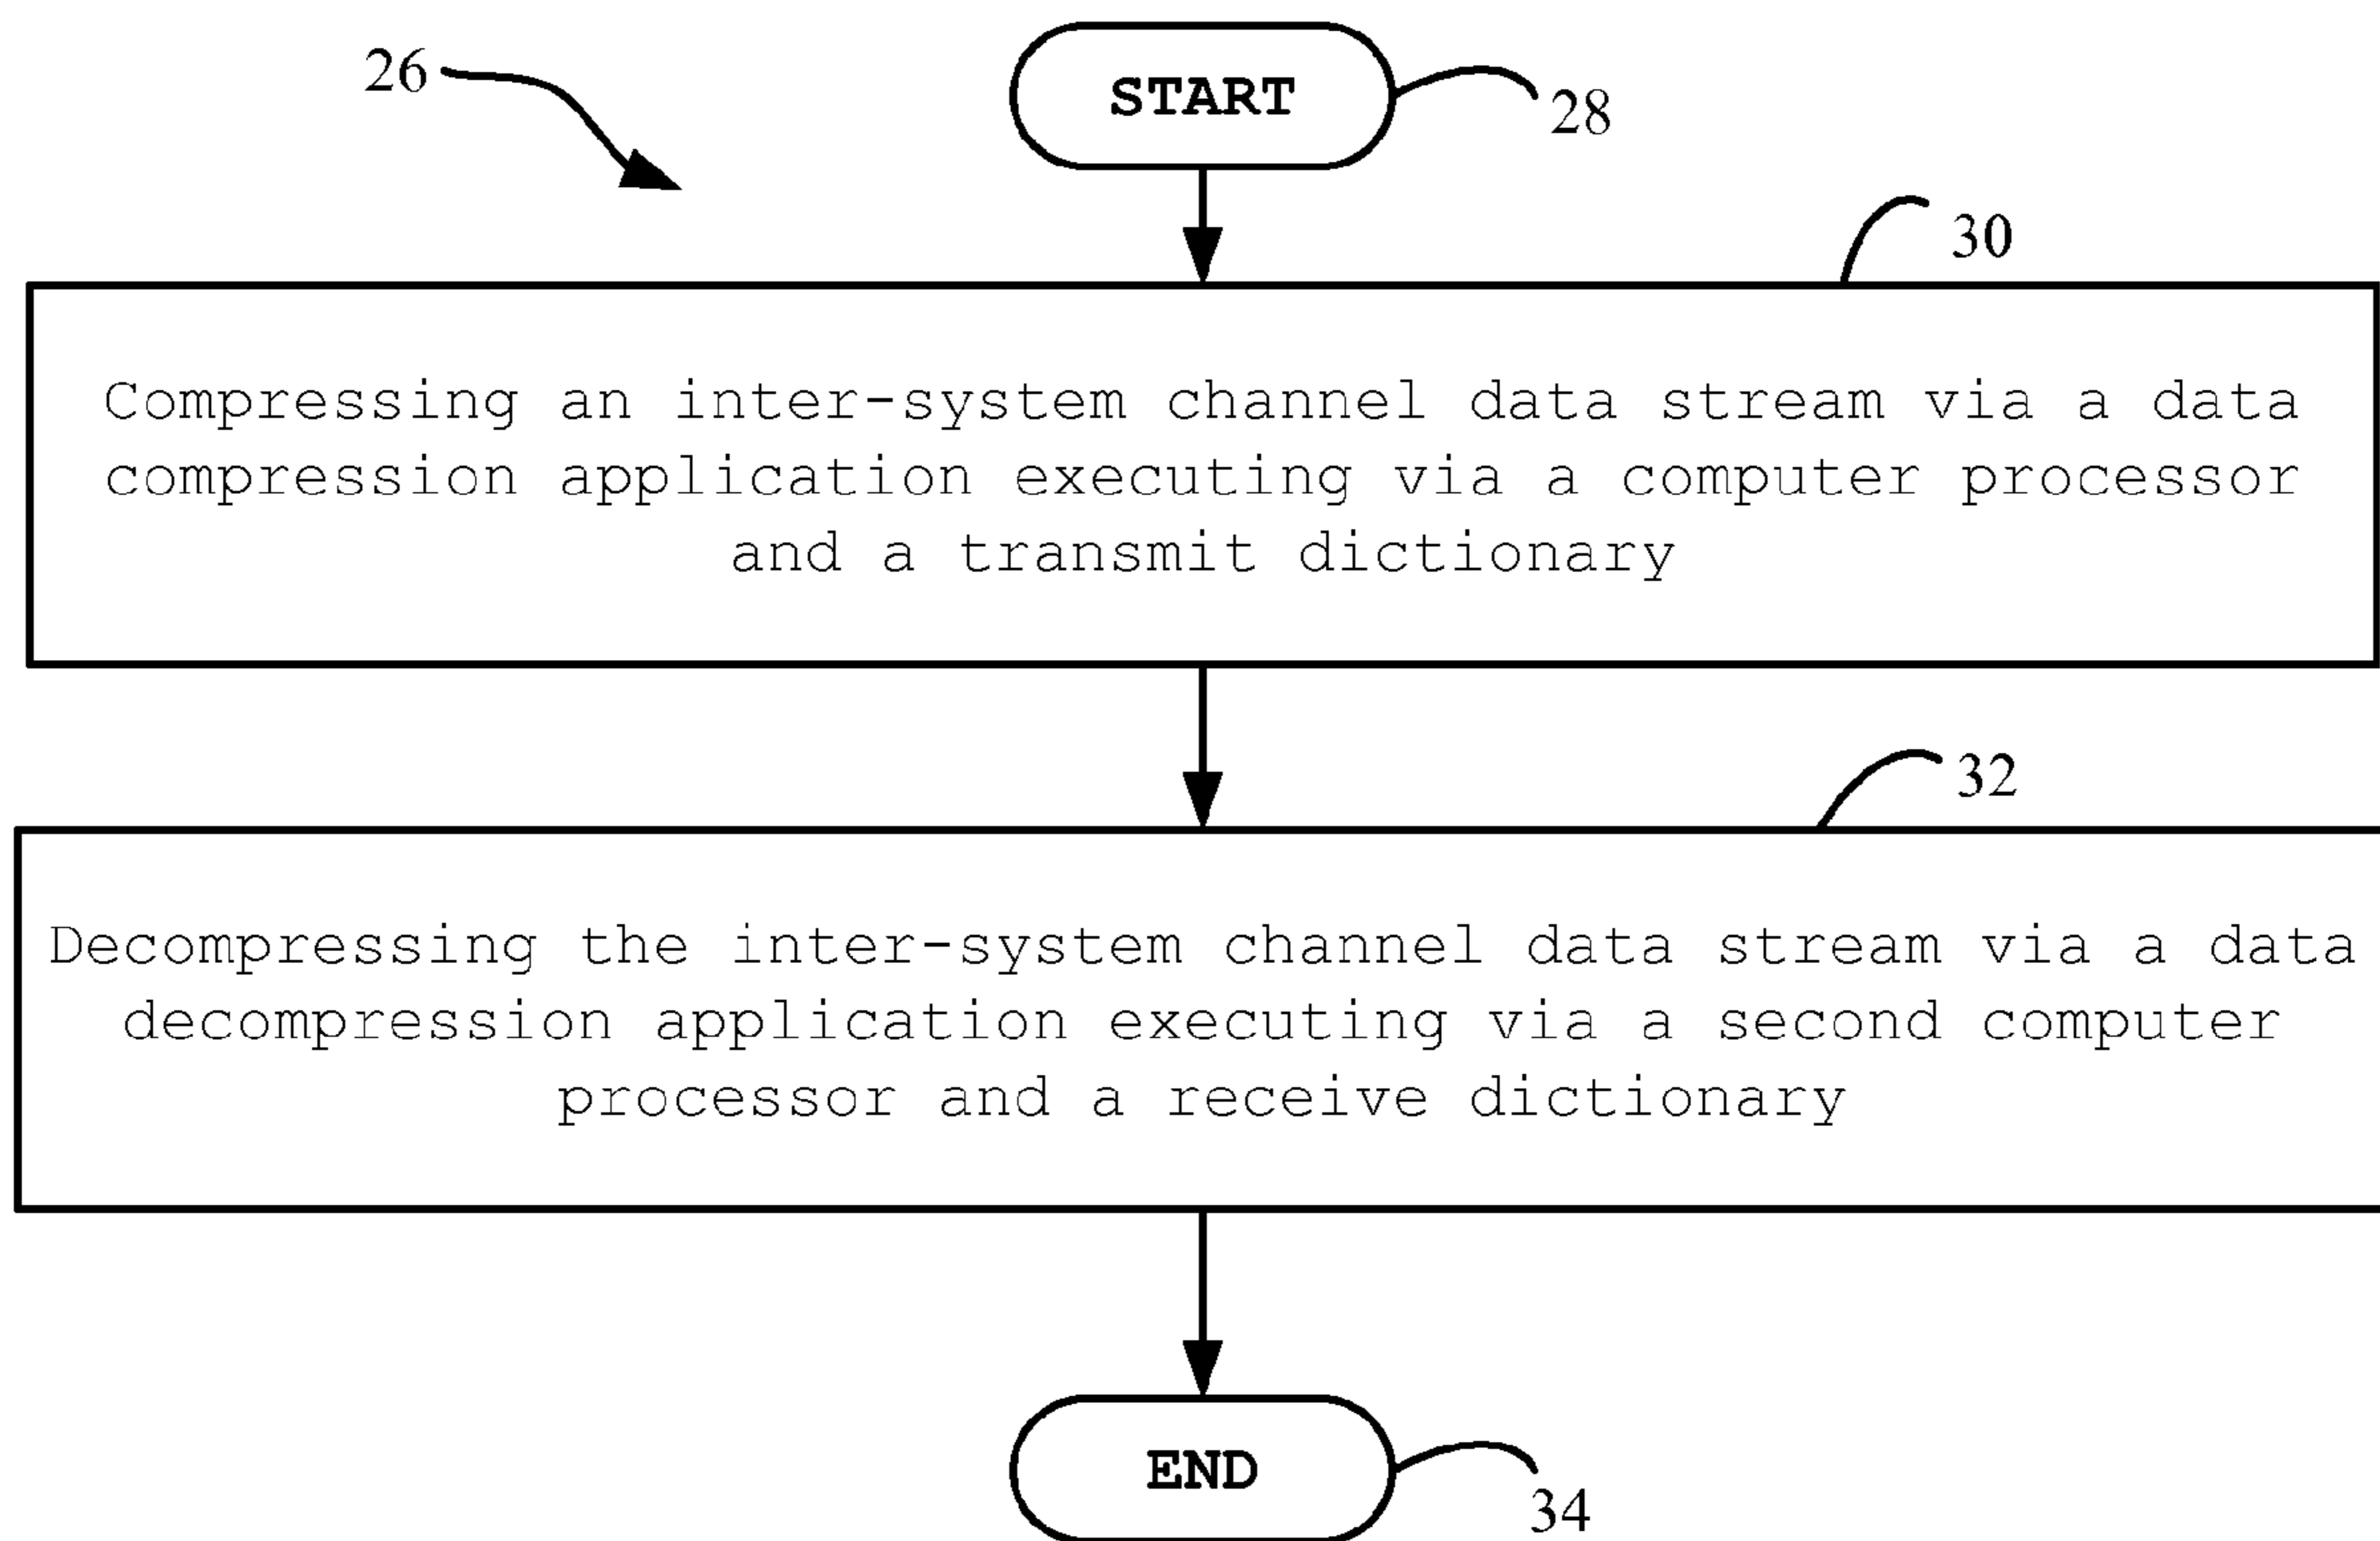 26
START
28
30
Compressing an inter-system channel data stream via a data
compression application executing via a computer processor
and a transmit dictionary
32
Decompressing the inter-system channel data stream via a data
decompression application executing via a second computer
processor and a receive dictionary
END
34